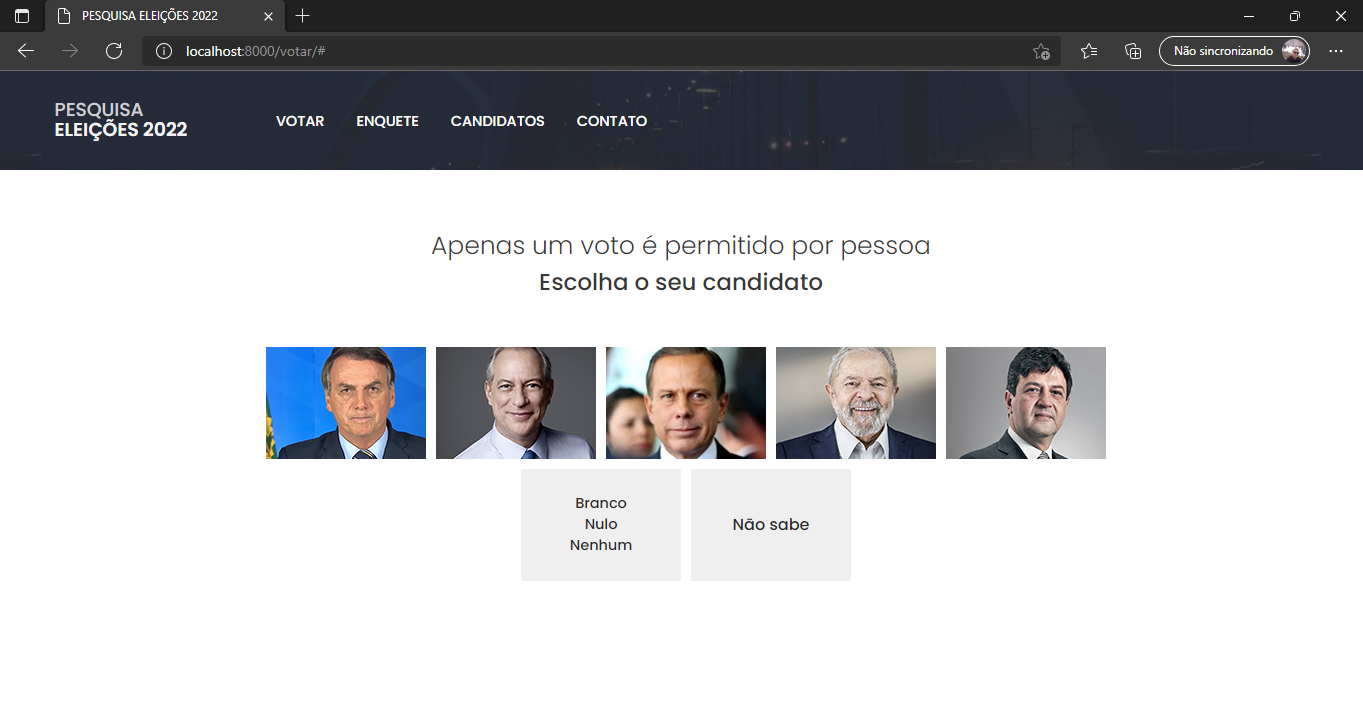 PESQUISA ELEIÇÕES 2022
localhost:8000/votar/#
Não sincronizando
PESQUISA
ELEIÇÕES 2022
VOTAR ENQUETE CANDIDATOS CONTATO
Apenas um voto é permitido por pessoa
Escolha o seu candidato
Branco
Nulo
Nenhum
Não sabe